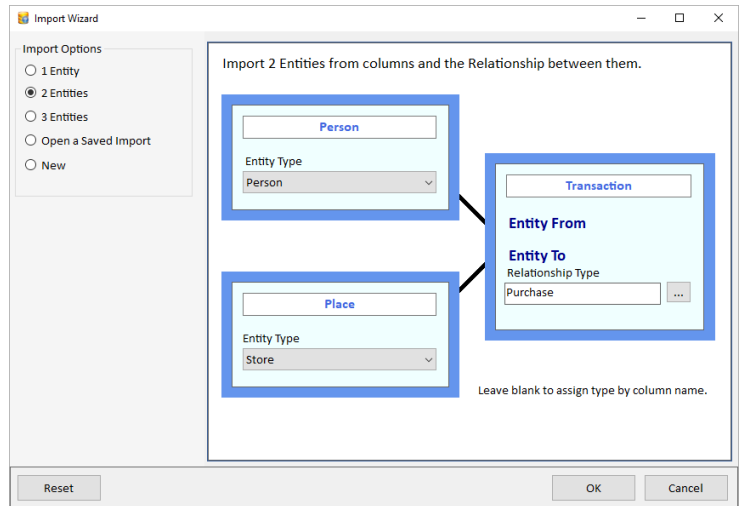 Import Wizard
Import Options
1 Entity
2 Entities
3 Entities
Open a Saved Import
New
Import 2 Entities from columns and the Relationship between them.
Person
Entity Type
Person
Transaction
Entity From
Entity To
Relationship Type
Purchase
...
Place
Entity Type
Store
Leave blank to assign type by column name.
Reset
OK
Cancel